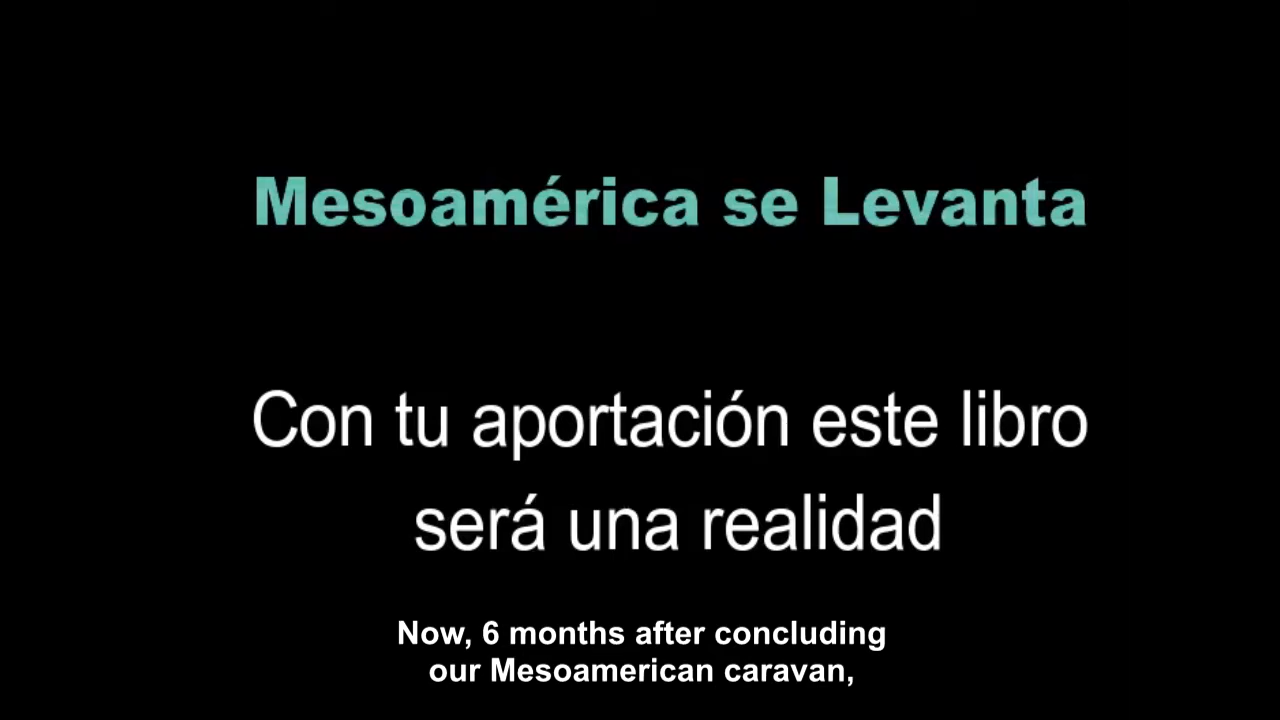 Mesoamérica se Levanta
Con tu aportación este libro
será una realidad
Now, 6 months after concluding
our Mesoamerican caravan,